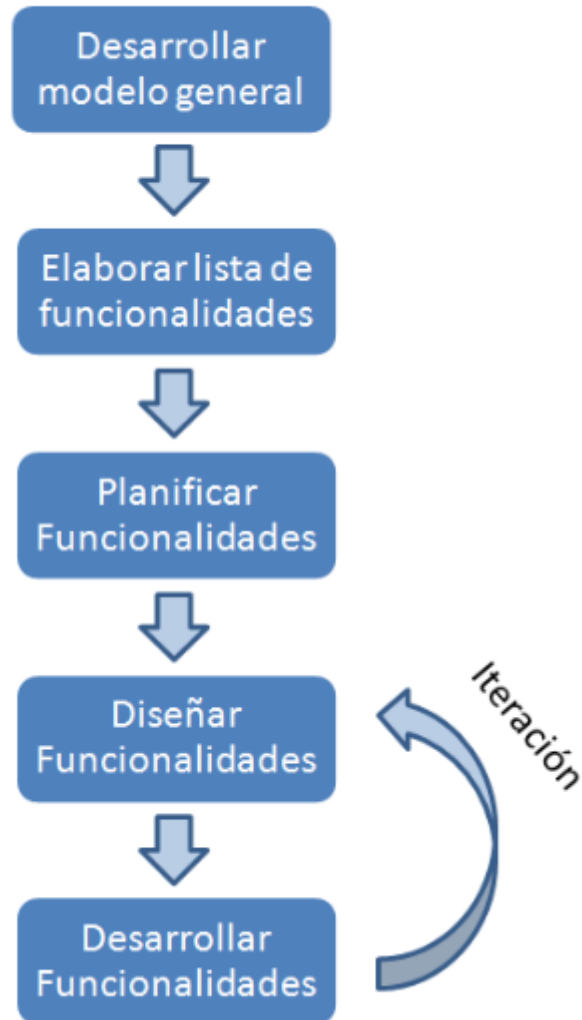 Desarrollar
modelo general
Elaborar lista de
funcionalidades
Planificar
Funcionalidades
Diseñar
Funcionalidades
Iteración
Desarrollar
Funcionalidades